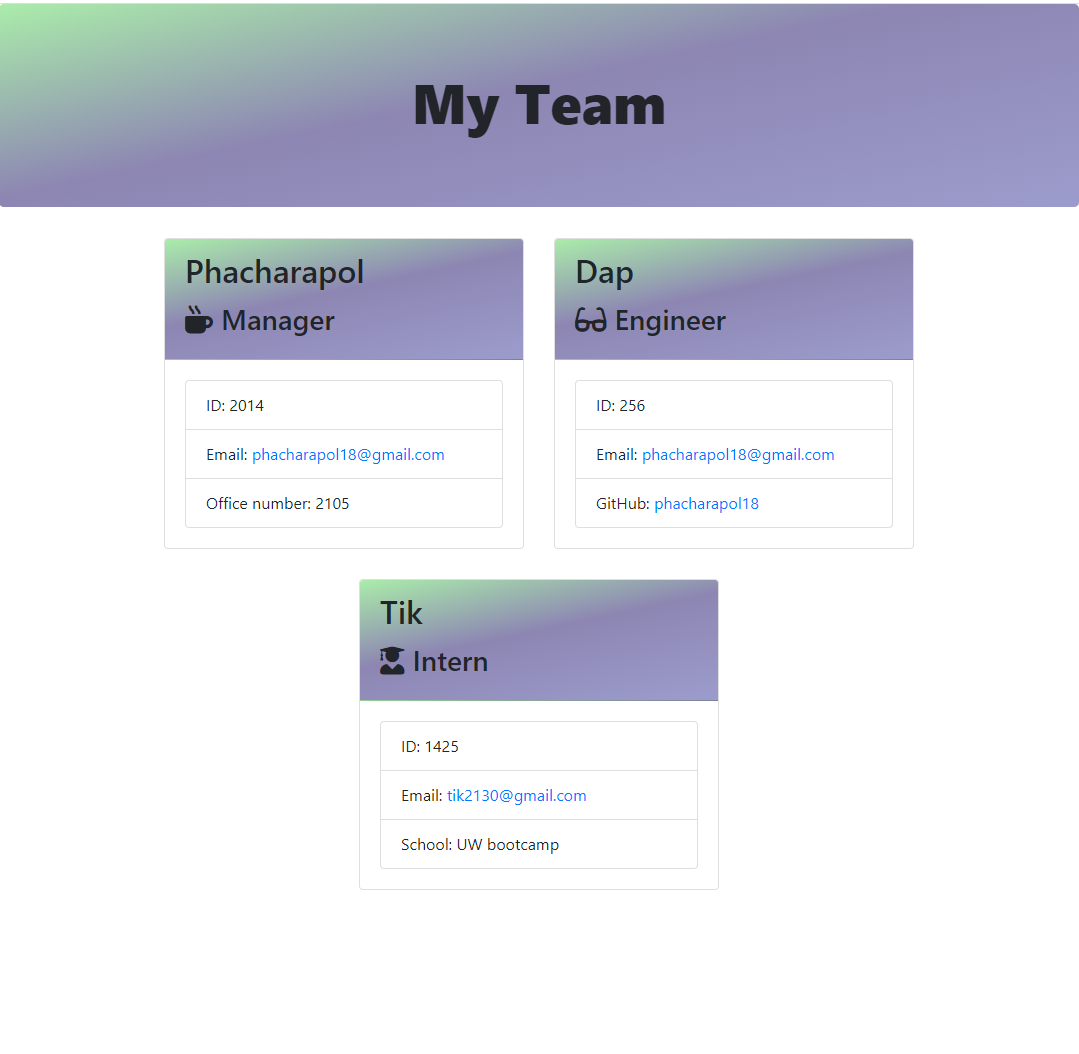 My Team
Phacharapol
Manager
ID: 2014
Email: phacharapol18@gmail.com
Office number: 2105
Dap
Engineer
ID: 256
Email: phacharapol18@gmail.com
GitHub: phacharapol18
Tik
Intern
ID: 1425
Email: tik2130@gmail.com
School: UW bootcamp